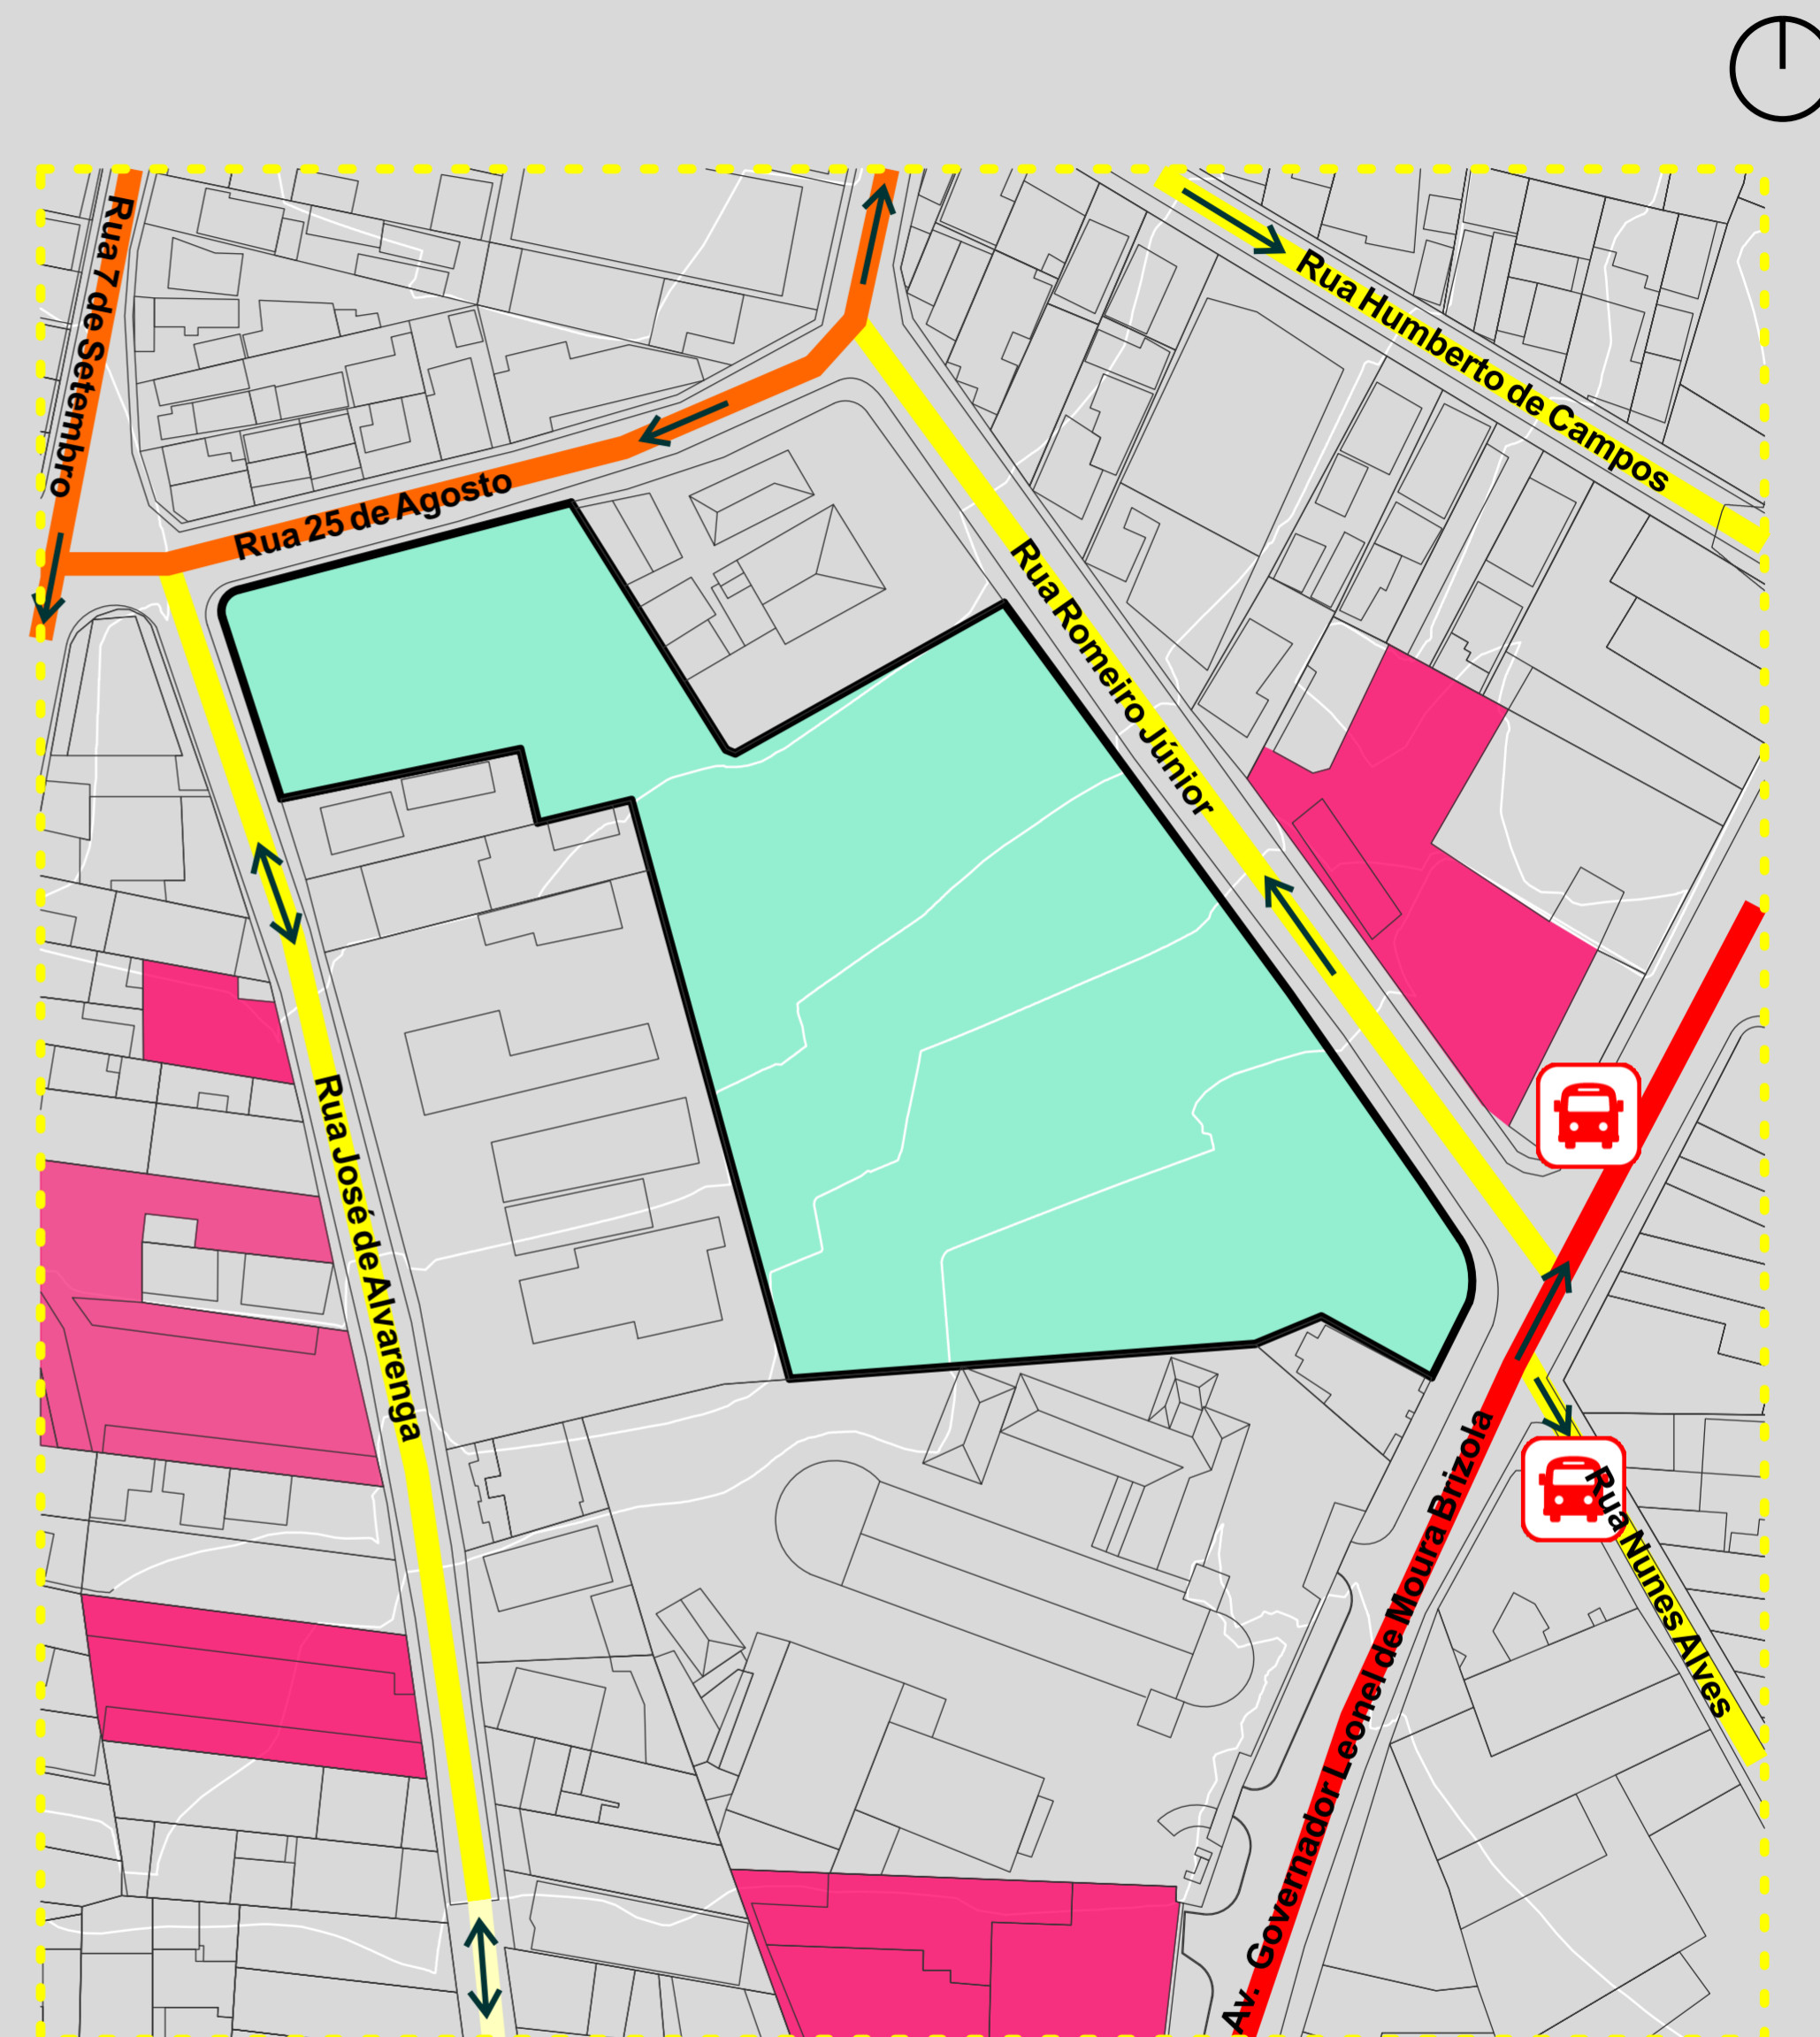 Rua 7 de Setembro
Rua Humberto de Campos
Rua 25 de Agosto
Rua Romeiro Júnior
Rua José de Alvarenga
Av. Governador Leonel de Moura Brizola
Rua Nunes Alves